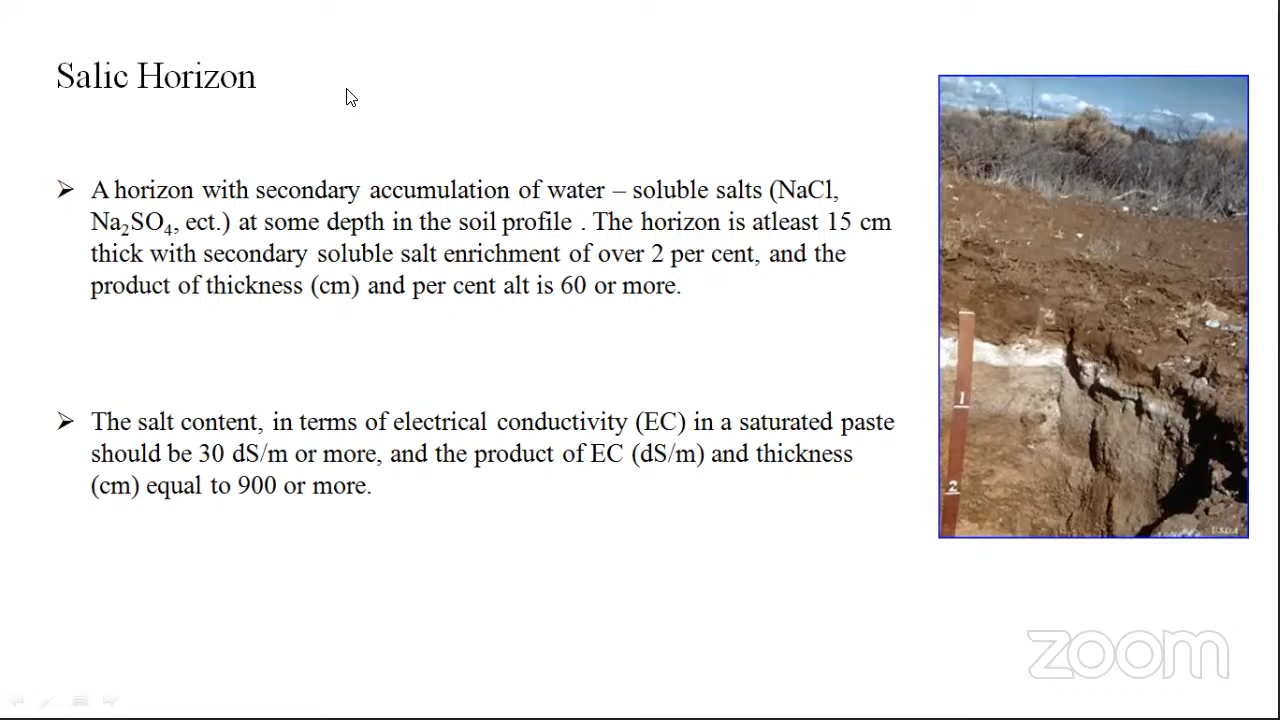 Salic Horizon
➢ A horizon with secondary accumulation of water – soluble salts (NaCl,
Na₂SO₄, ect.) at some depth in the soil profile . The horizon is atleast 15 cm
thick with secondary soluble salt enrichment of over 2 per cent, and the
product of thickness (cm) and per cent alt is 60 or more.
➢ The salt content, in terms of electrical conductivity (EC) in a saturated paste
should be 30 dS/m or more, and the product of EC (dS/m) and thickness
(cm) equal to 900 or more.
1
2
USDA
zoom